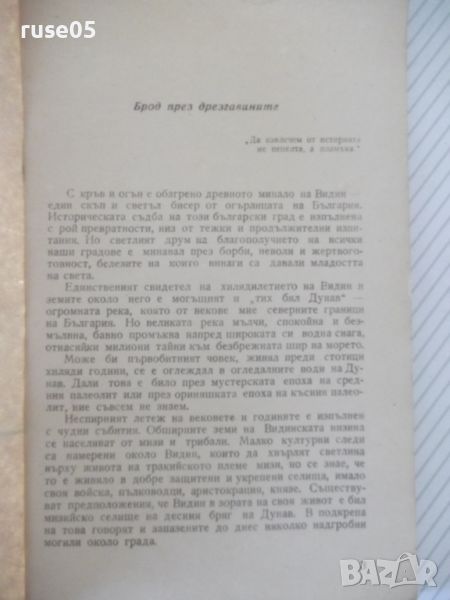 ruse05
Брод през дрезгавините
„Да извлечем от историята
не пепелта, а пламъка“
С кръв и огън е обагрено древното минало на Видин —
един скъп и светъл бисер от огърлицата на България.
Историческата съдба на този български град е изпълнена
с рой превратности, низ от тежки и продължителни изпи-
тания. Но светлият друм на благополучието на всички
наши градове е минавал през борби, неволи и жертвого-
товност, белезите на които винаги са давали младостта
на света.
Единственият свидетел на хилядилетието на Видин в
земите около него е могъщият и „тих бял Дунав“ —
огромната река, която от векове мие северните граници
на България. Но великата река мълчи, спокойна и без-
мълвна, бавно промъква напред широката си водна снага,
отнасяйки милиони тайни към безбрежната шир на морето.
Може би първобитният човек, живял преди стотици
хиляди години, се е оглеждал в огледалните води на Ду-
нав. Дали това е било през мустерската епоха на сред-
ния палеолит или през ориняшката епоха на късния палео-
лит, ние съвсем не знаем.
Неспирният летеж на вековете и годините е изпълнен
с чудни събития. Обширните земи на Видинската низина
се населяват от мизи и трибали. Малко културни следи
са намерени около Видин, които да хвърлят светлина
върху живота на тракийското племе мизи, но се знае, че
то е живяло в добре защитени и укрепени селища, имало
своя войска, пълководци, аристокрация, князе. Съществу-
ват предположения, че Видин в зората на своя живот е бил
мизийско селище на десния бряг на Дунав. В подкрепа
на това говорят и запазените до днес няколко надгробни
могили около града.
BAZAR
bg